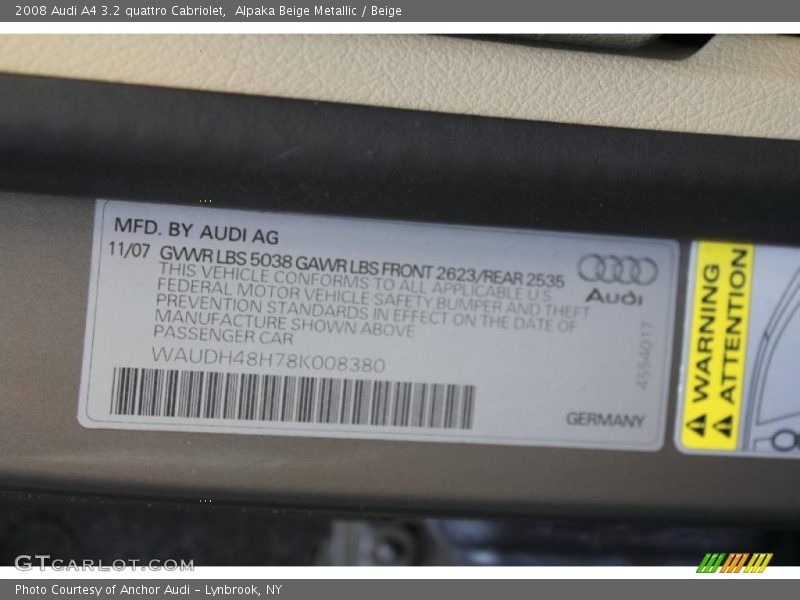 2008 Audi A4 3.2 quattro Cabriolet,  Alpaka Beige Metallic / Beige
MFD. BY AUDI AG
11/07 GVWR LBS 5038 GAWR LBS FRONT 2623/REAR 2535
THIS VEHICLE CONFORMS TO ALL APPLICABLE U.S
FEDERAL MOTOR VEHICLE SAFETY BUMPER AND THEFT
PREVENTION STANDARDS IN EFFECT ON THE DATE OF
MANUFACTURE SHOWN ABOVE
PASSENGER CAR
WAUDH48H78K008380
Audi
4554017
GERMANY
WARNING
ATTENTION
GTCarLot.com
Photo Courtesy of Anchor Audi - Lynbrook, NY